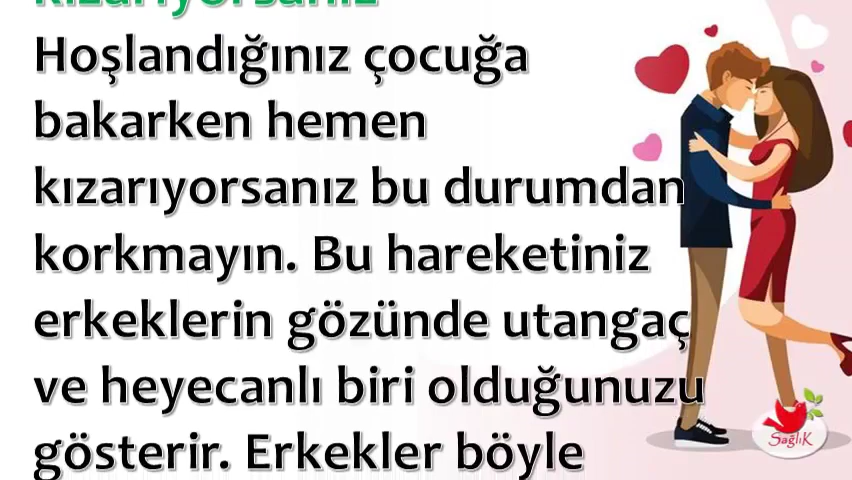 kızarıyorsanız
Hoşlandığınız çocuğa
bakarken hemen
kızarıyorsanız bu durumdan
korkmayın. Bu hareketiniz
erkeklerin gözünde utangaç
ve heyecanlı biri olduğunuzu
gösterir. Erkekler böyle
SağlıK